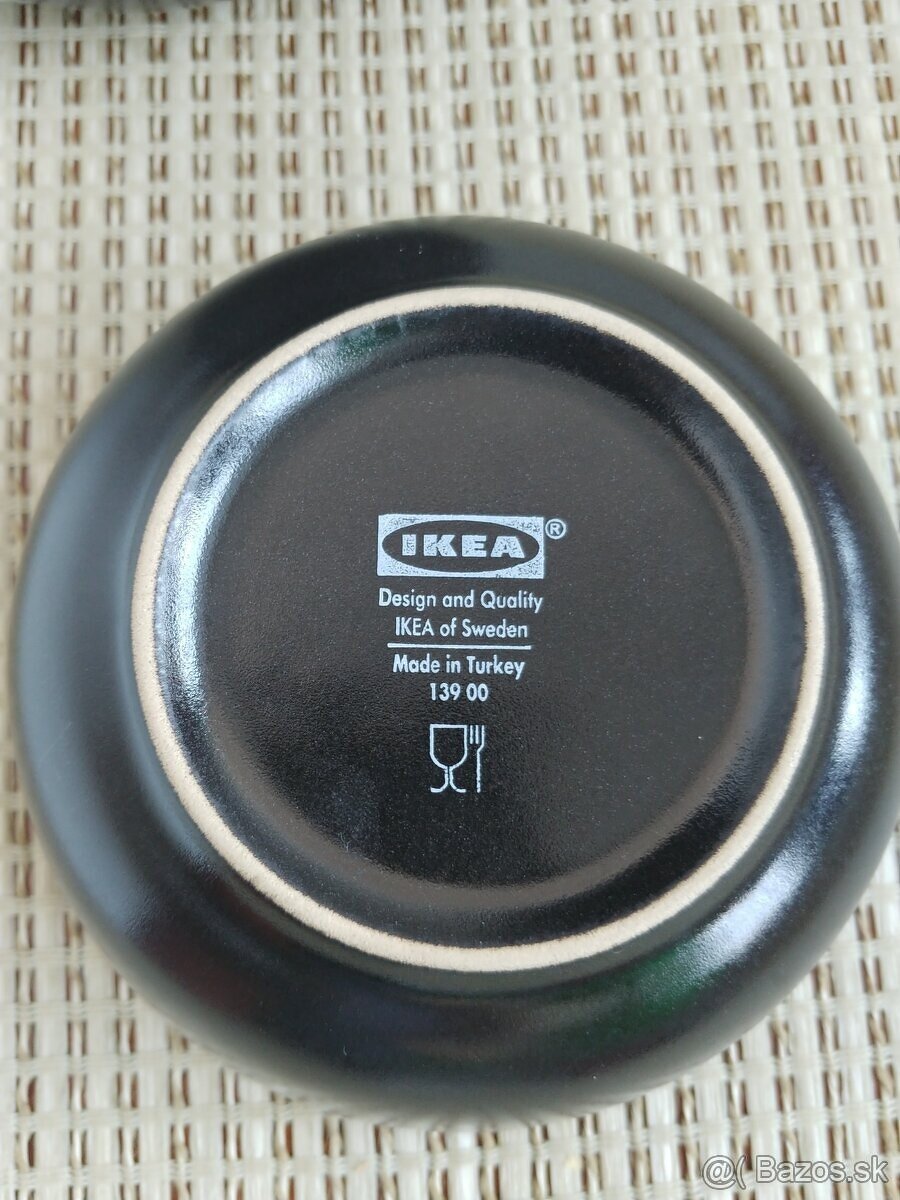 IKEA®
Design and Quality
IKEA of Sweden
Made in Turkey
139 00
@( Bazos.sk